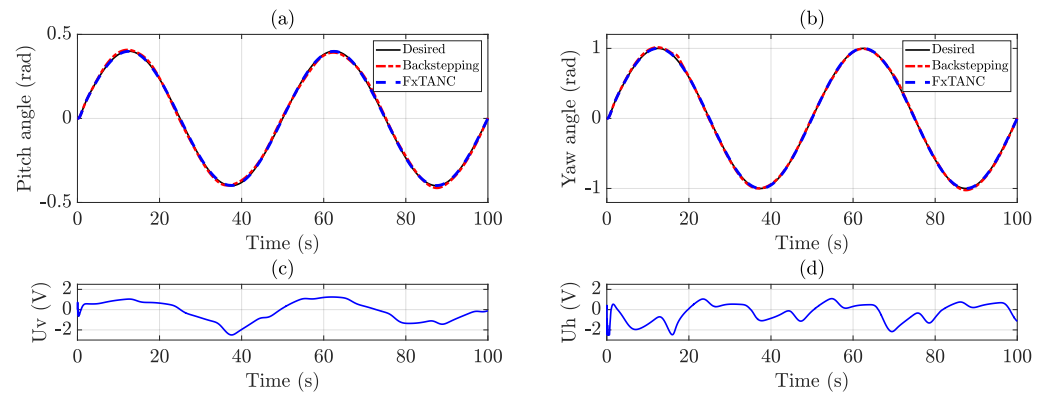 (a)
0.5
0
-0.5
Pitch angle (rad)
Desired
Backstepping
FxTANC
0 20 40 60 80 100
Time (s)
(b)
1
0
-1
Yaw angle (rad)
Desired
Backstepping
FxTANC
0 20 40 60 80 100
Time (s)
(c)
2
0
-2
Uv (V)
0 20 40 60 80 100
Time (s)
(d)
2
0
-2
Uh (V)
0 20 40 60 80 100
Time (s)